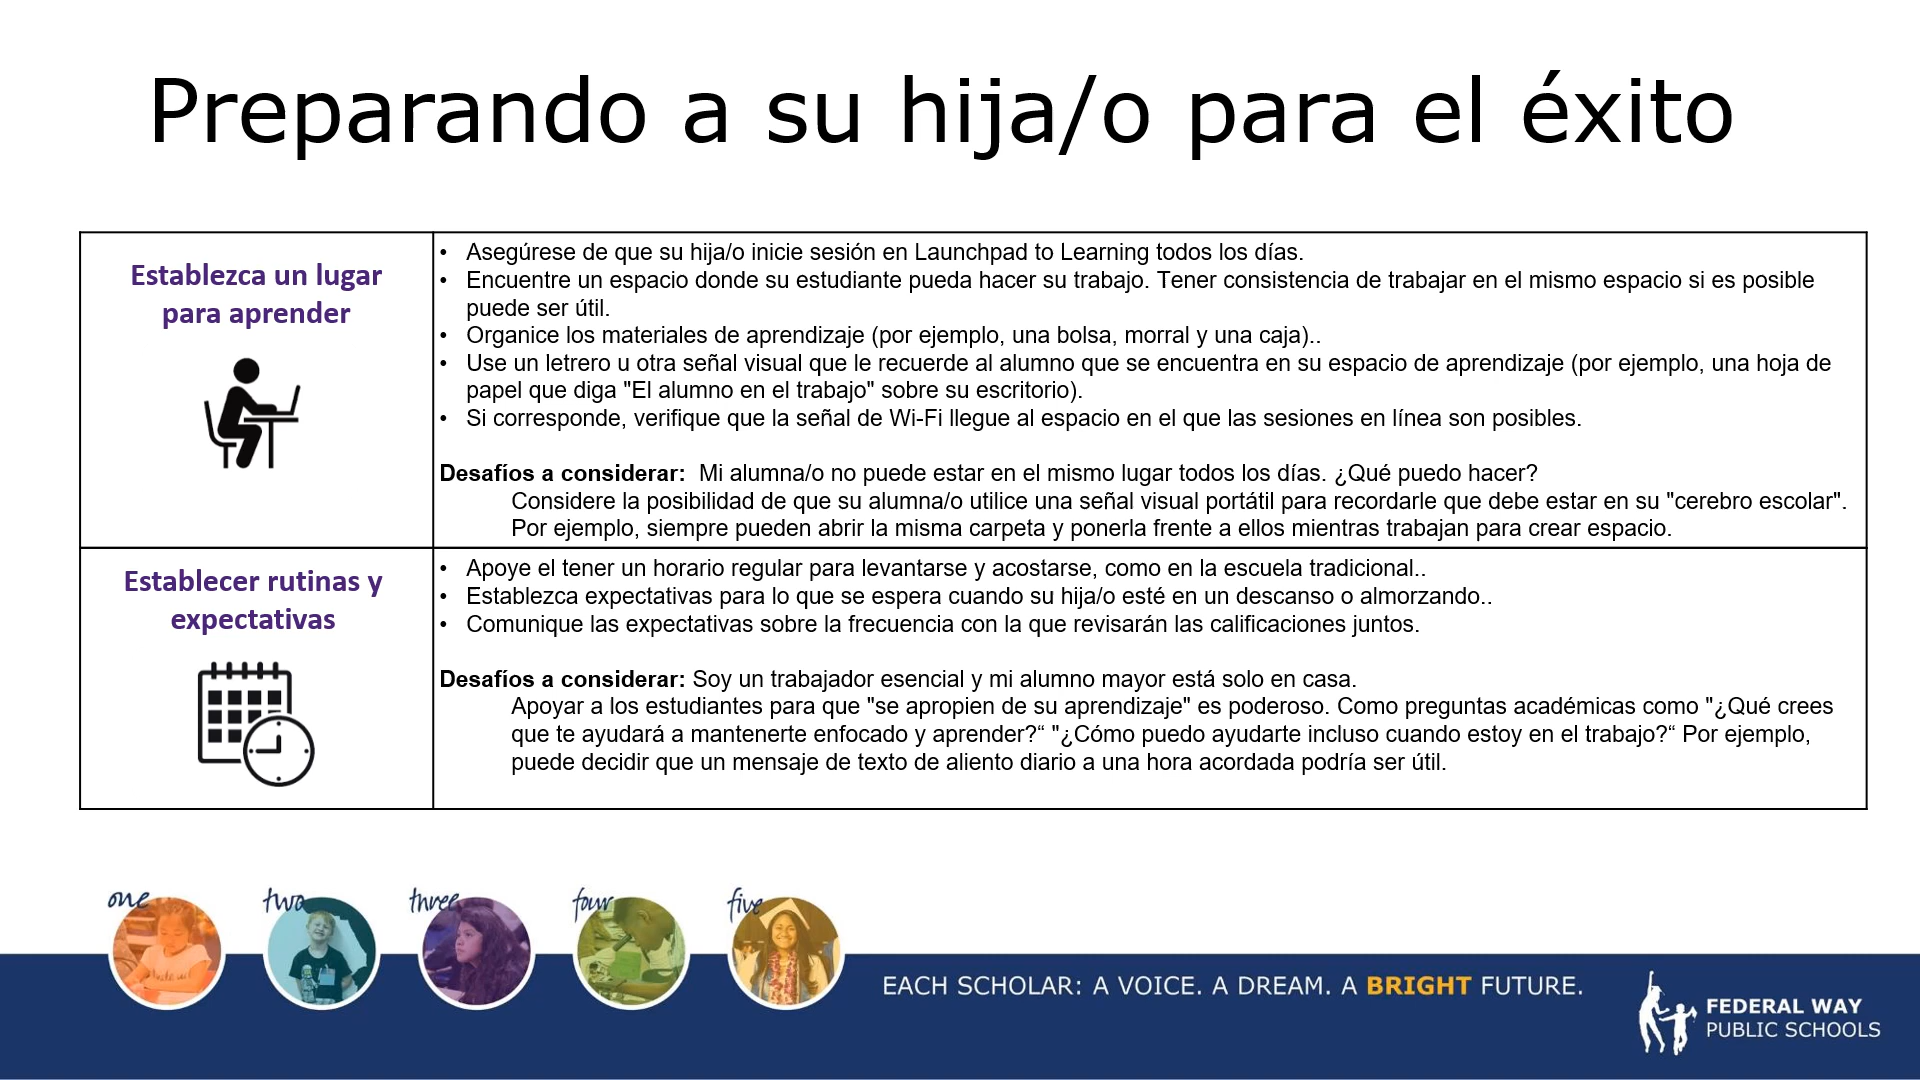 Preparando a su hija/o para el éxito
Establezca un lugar
para aprender
• Asegúrese de que su hija/o inicie sesión en Launchpad to Learning todos los días.
• Encuentre un espacio donde su estudiante pueda hacer su trabajo. Tener consistencia de trabajar en el mismo espacio si es posible
puede ser útil.
• Organice los materiales de aprendizaje (por ejemplo, una bolsa, morral y una caja)..
• Use un letrero u otra señal visual que le recuerde al alumno que se encuentra en su espacio de aprendizaje (por ejemplo, una hoja de
papel que diga "El alumno en el trabajo" sobre su escritorio).
• Si corresponde, verifique que la señal de Wi-Fi llegue al espacio en el que las sesiones en línea son posibles.
Desafíos a considerar: Mi alumna/o no puede estar en el mismo lugar todos los días. ¿Qué puedo hacer?
Considere la posibilidad de que su alumna/o utilice una señal visual portátil para recordarle que debe estar en su "cerebro escolar".
Por ejemplo, siempre pueden abrir la misma carpeta y ponerla frente a ellos mientras trabajan para crear espacio.
Establecer rutinas y
expectativas
• Apoye el tener un horario regular para levantarse y acostarse, como en la escuela tradicional..
• Establezca expectativas para lo que se espera cuando su hija/o esté en un descanso o almorzando..
• Comunique las expectativas sobre la frecuencia con la que revisarán las calificaciones juntos.
Desafíos a considerar: Soy un trabajador esencial y mi alumno mayor está solo en casa.
Apoyar a los estudiantes para que "se apropien de su aprendizaje" es poderoso. Como preguntas académicas como "¿Qué crees
que te ayudará a mantenerte enfocado y aprender?“ "¿Cómo puedo ayudarte incluso cuando estoy en el trabajo?“ Por ejemplo,
puede decidir que un mensaje de texto de aliento diario a una hora acordada podría ser útil.
one two three four five
EACH SCHOLAR: A VOICE. A DREAM. A BRIGHT FUTURE.
FEDERAL WAY
PUBLIC SCHOOLS